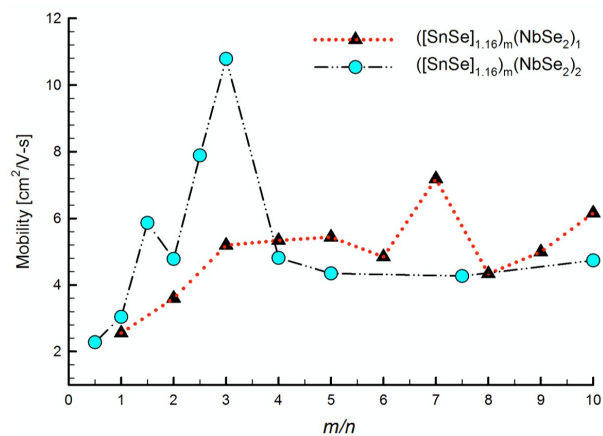 ([SnSe]1.16)m(NbSe2)1
([SnSe]1.16)m(NbSe2)2
Mobility [cm2/V-s]
12
10
8
6
4
2
0 1 2 3 4 5 6 7 8 9 10
m/n